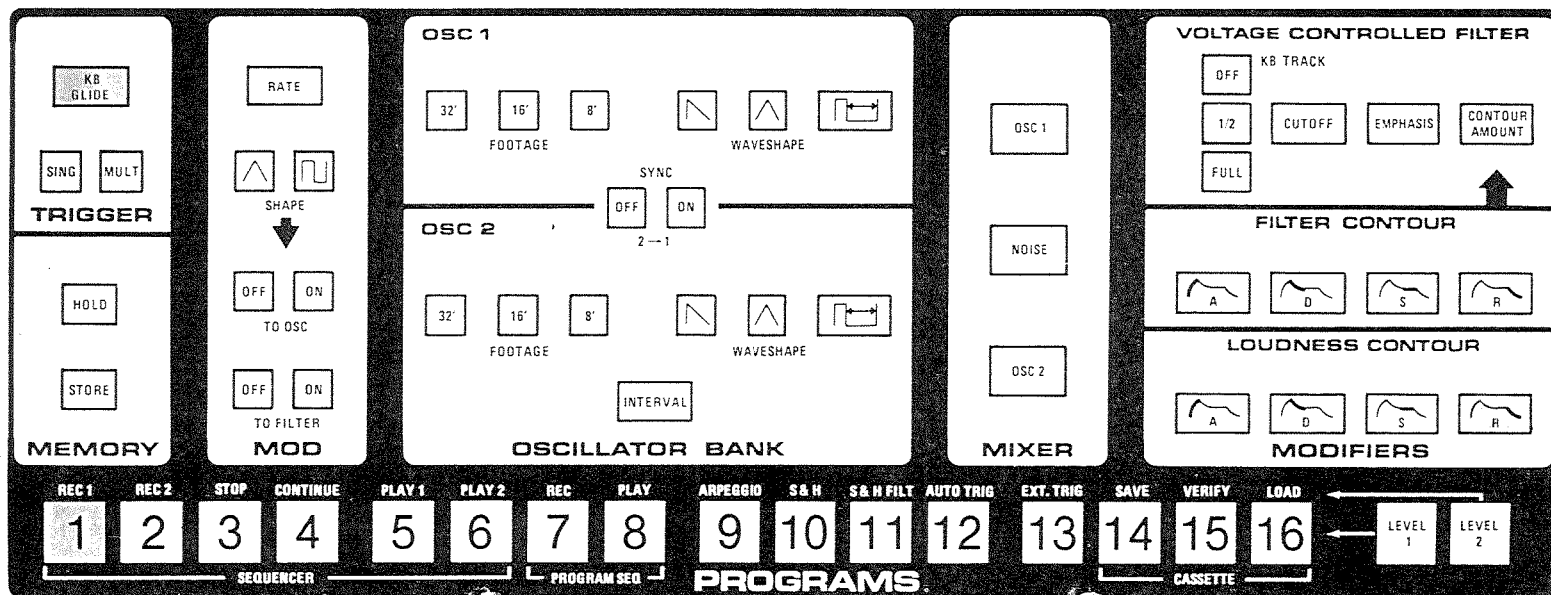 KB
GLIDE
SING MULT
TRIGGER
HOLD
STORE
MEMORY
RATE
SHAPE
OFF ON
TO OSC
OFF ON
TO FILTER
MOD
OSC 1
32' 16' 8'
FOOTAGE WAVESHAPE
SYNC
OFF ON
2→1
OSC 2
32' 16' 8'
FOOTAGE WAVESHAPE
INTERVAL
OSCILLATOR BANK
OSC 1
NOISE
OSC 2
MIXER
VOLTAGE CONTROLLED FILTER
OFF KB TRACK
1/2 CUTOFF EMPHASIS CONTOUR AMOUNT
FULL
FILTER CONTOUR
A D S R
LOUDNESS CONTOUR
A D S R
MODIFIERS
REC 1 REC 2 STOP CONTINUE PLAY 1 PLAY 2 REC PLAY ARPEGGIO S & H S & H FILT AUTO TRIG EXT. TRIG SAVE VERIFY LOAD
1 2 3 4 5 6 7 8 9 10 11 12 13 14 15 16
LEVEL 1 LEVEL 2
SEQUENCER PROGRAM SEQ PROGRAMS CASSETTE